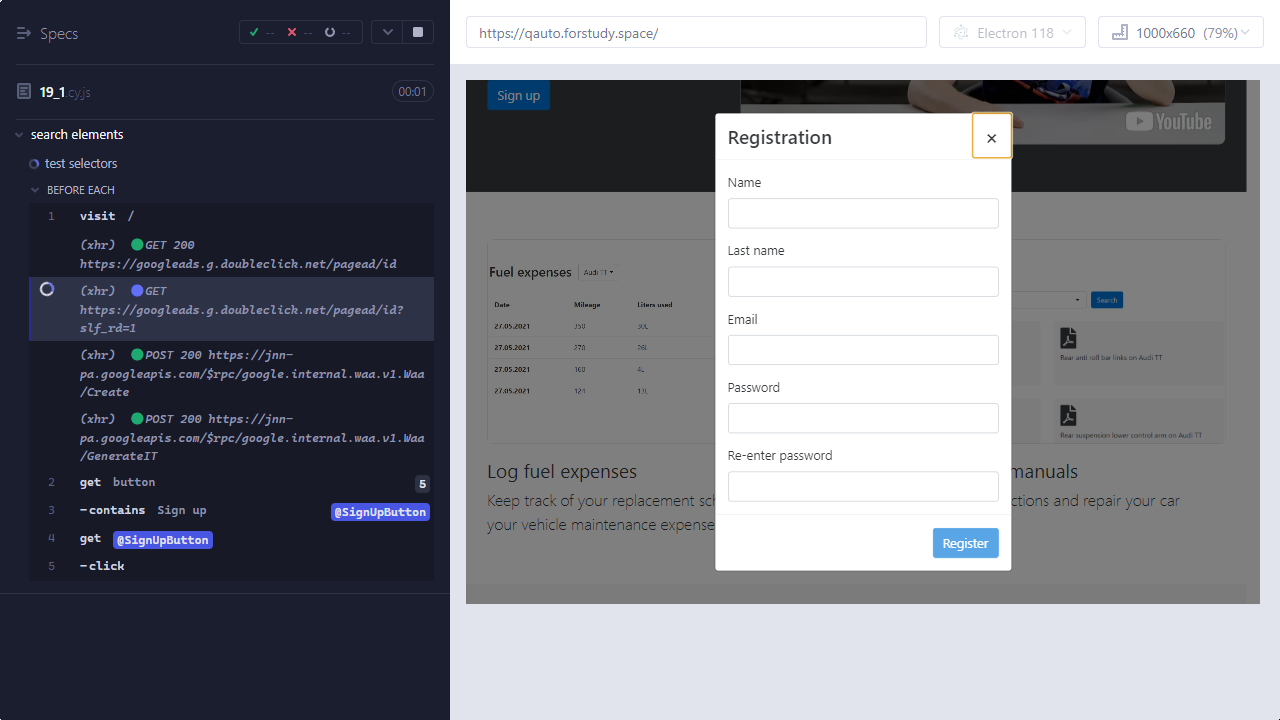 Specs
--
--
--
19_1.cy.js
00:01
search elements
test selectors
BEFORE EACH
1 visit /
(xhr) GET 200
https://googleads.g.doubleclick.net/pagead/id
(xhr) GET
https://googleads.g.doubleclick.net/pagead/id?
slf_rd=1
(xhr) POST 200 https://jnn-
pa.googleapis.com/$rpc/google.internal.waa.v1.Waa
/Create
(xhr) POST 200 https://jnn-
pa.googleapis.com/$rpc/google.internal.waa.v1.Waa
/GenerateIT
2 get button 5
3 -contains Sign up @SignUpButton
4 get @SignUpButton
5 -click
https://qauto.forstudy.space/
Electron 118
1000x660 (79%)
Sign up
YouTube
Registration
×
Name
Last name
Email
Password
Re-enter password
Register
Fuel expenses Audi TT
Date Mileage Liters used
27.05.2021 350 30L
27.05.2021 270 26L
27.05.2021 160 4L
27.05.2021 124 13L
Search
Rear anti roll bar links on Audi TT
Rear suspension lower control arm on Audi TT
Log fuel expenses
Keep track of your replacement sch
your vehicle maintenance expense
manuals
ctions and repair your car